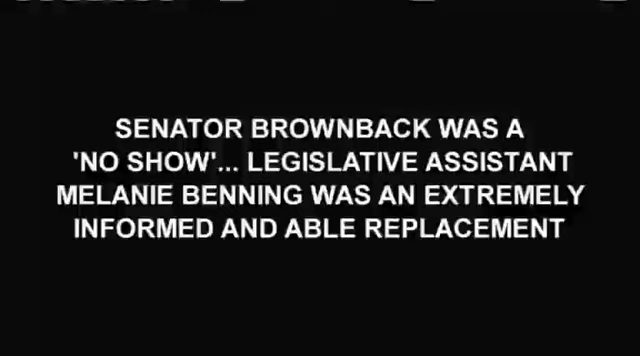 SENATOR BROWNBACK WAS A
'NO SHOW'... LEGISLATIVE ASSISTANT
MELANIE BENNING WAS AN EXTREMELY
INFORMED AND ABLE REPLACEMENT